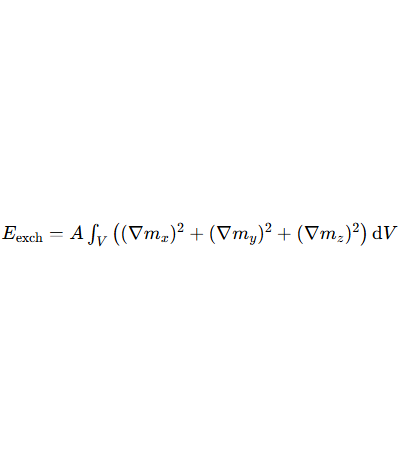 E_exch = A ∫_V ((∇m_x)² + (∇m_y)² + (∇m_z)²) dV